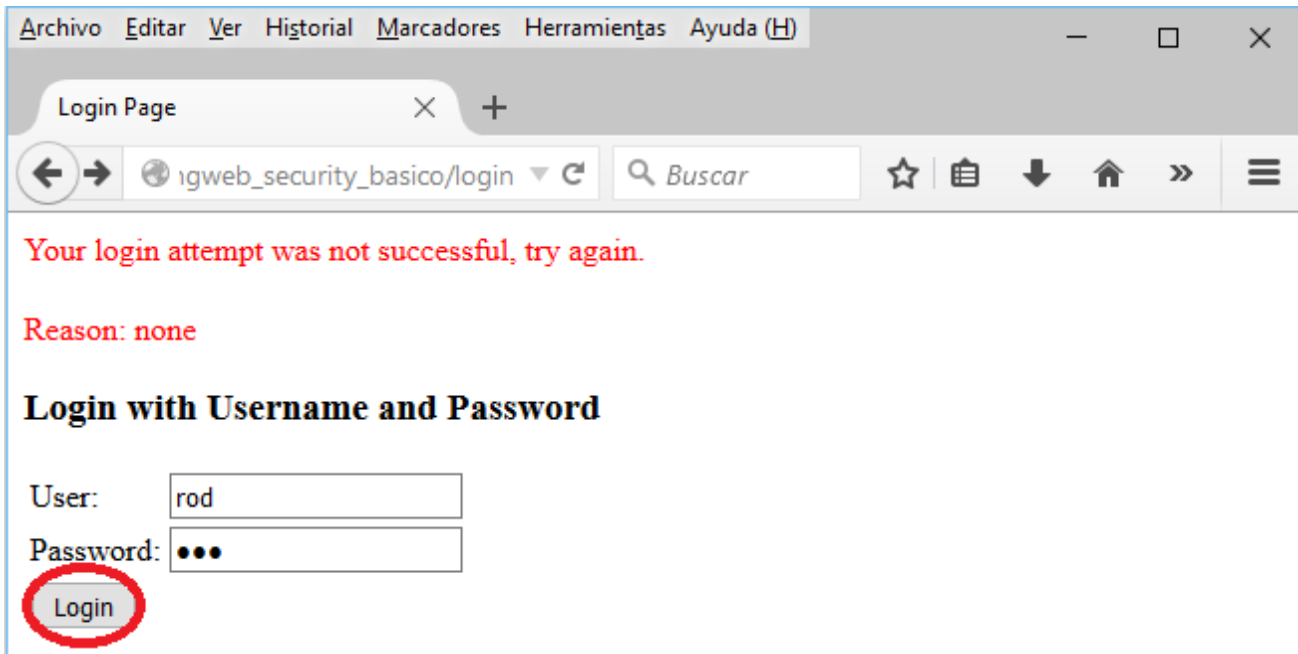 Archivo Editar Ver Historial Marcadores Herramientas Ayuda (H)
Login Page
ngweb_security_basico/login Buscar
Your login attempt was not successful, try again.
Reason: none
Login with Username and Password
User: rod
Password: •••
Login